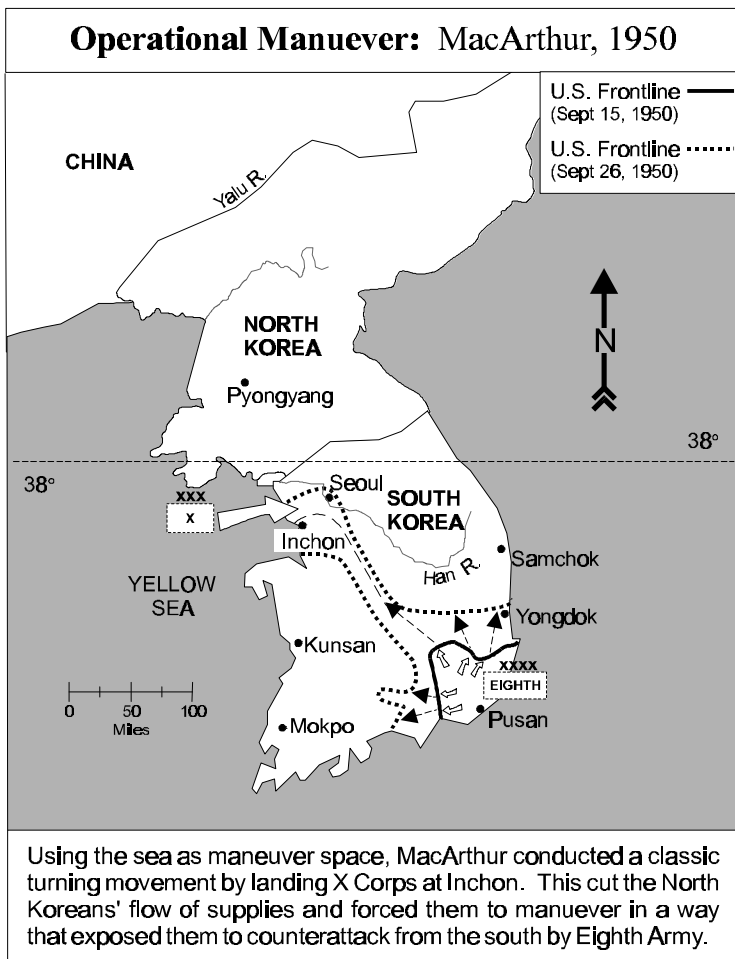 Operational Manuever: MacArthur, 1950
U.S. Frontline
(Sept 15, 1950)
U.S. Frontline
(Sept 26, 1950)
CHINA
Yalu R.
N
NORTH
KOREA
Pyongyang
38°
38°
xxx
X
Seoul
SOUTH
KOREA
Inchon
Han R.
Samchok
YELLOW
SEA
Yongdok
Kunsan
xxxx
EIGHTH
0 50 100
Miles
Mokpo
Pusan
Using the sea as maneuver space, MacArthur conducted a classic
turning movement by landing X Corps at Inchon. This cut the North
Koreans' flow of supplies and forced them to manuever in a way
that exposed them to counterattack from the south by Eighth Army.